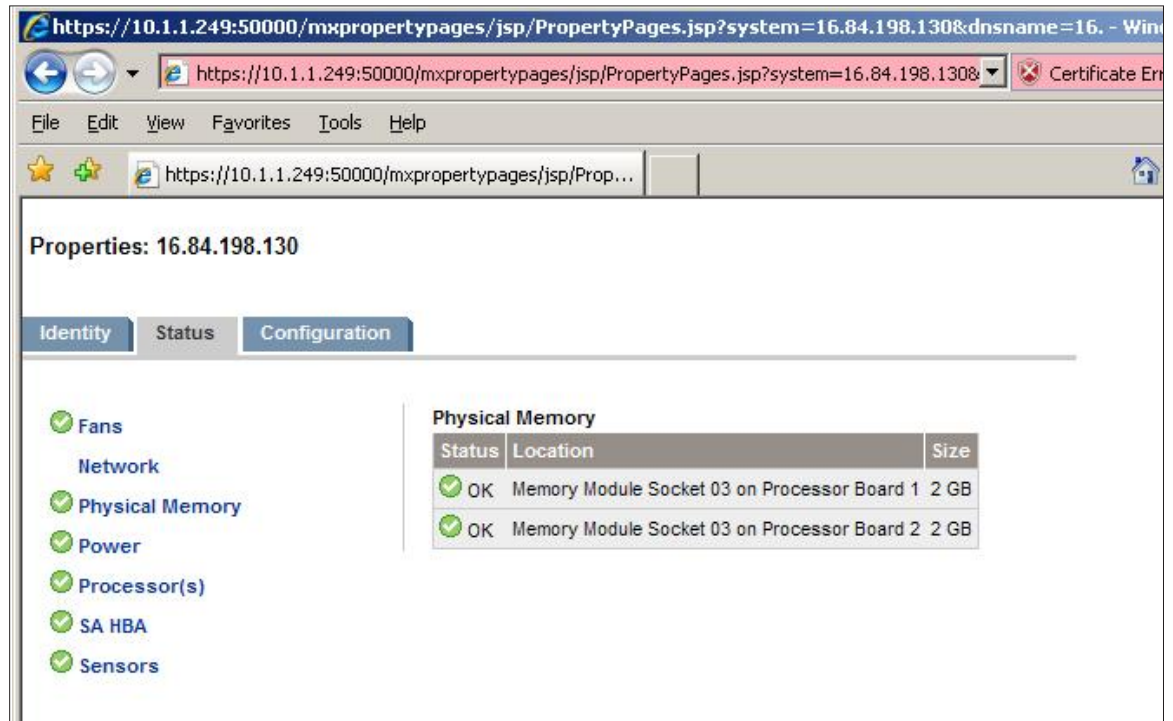 https://10.1.1.249:50000/mxpropertypages/jsp/PropertyPages.jsp?system=16.84.198.130&dnsname=16. - Win
https://10.1.1.249:50000/mxpropertypages/jsp/PropertyPages.jsp?system=16.84.198.130& Certificate Err
File Edit View Favorites Tools Help
https://10.1.1.249:50000/mxpropertypages/jsp/Prop...
Properties: 16.84.198.130
Identity Status Configuration
Fans
Network
Physical Memory
Power
Processor(s)
SA HBA
Sensors
Physical Memory
Status Location Size
OK Memory Module Socket 03 on Processor Board 1 2 GB
OK Memory Module Socket 03 on Processor Board 2 2 GB